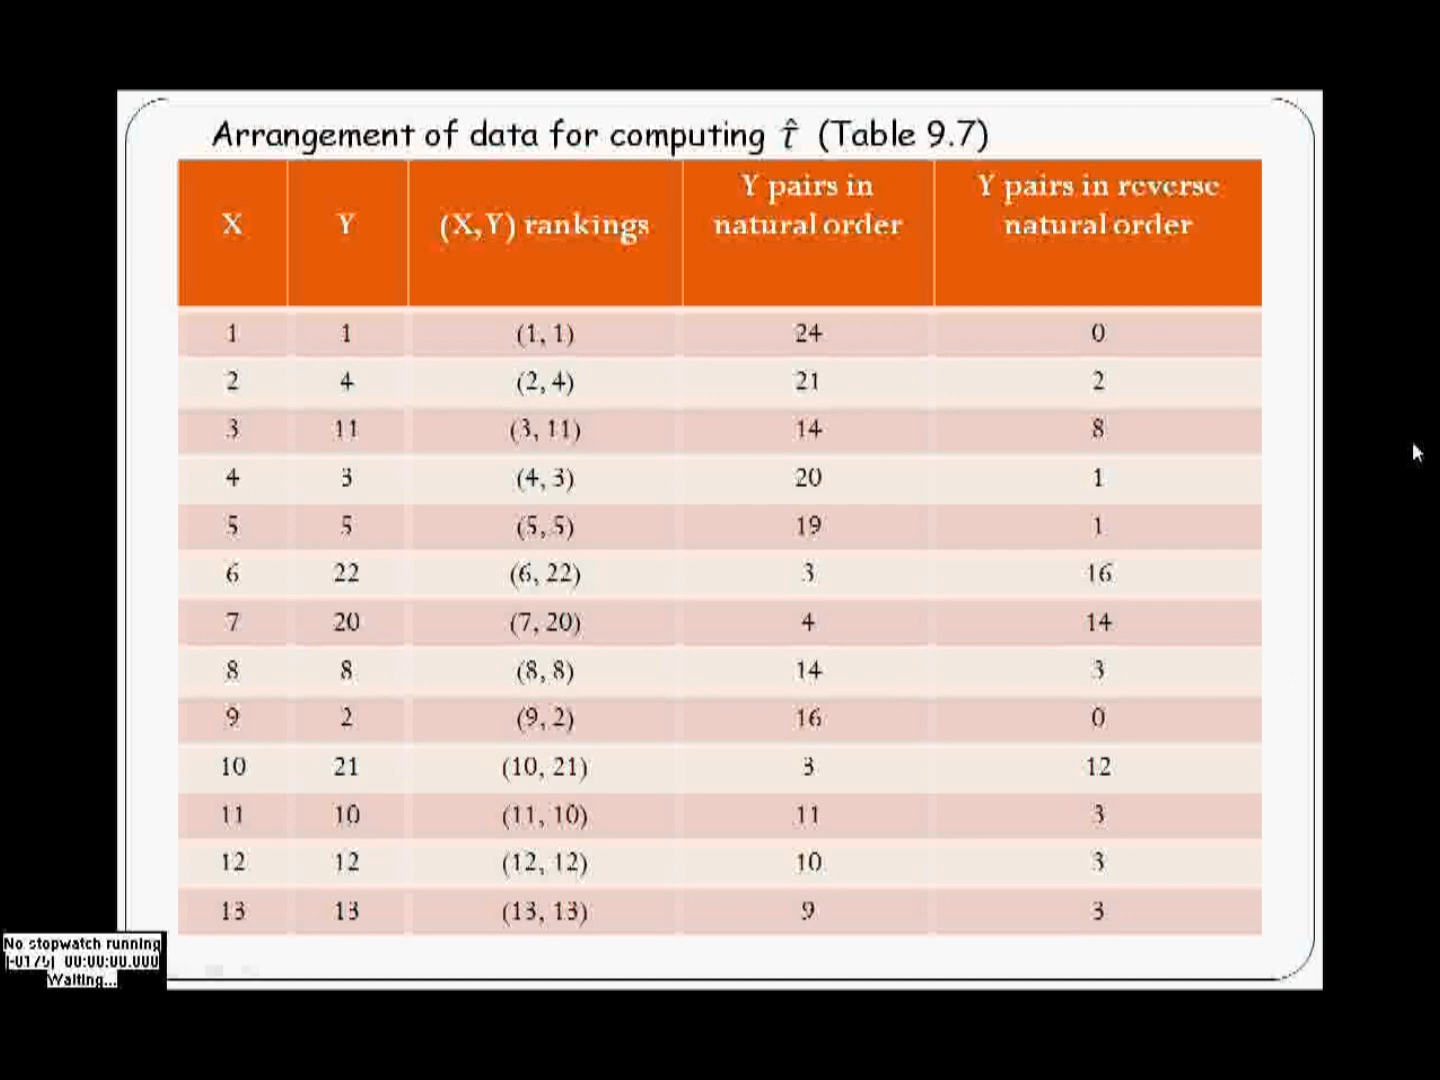 Arrangement of data for computing τ̂ (Table 9.7)
X Y (X,Y) rankings Y pairs in natural order Y pairs in reverse natural order
1 1 (1, 1) 24 0
2 4 (2, 4) 21 2
3 11 (3, 11) 14 8
4 3 (4, 3) 20 1
5 5 (5, 5) 19 1
6 22 (6, 22) 3 16
7 20 (7, 20) 4 14
8 8 (8, 8) 14 3
9 2 (9, 2) 16 0
10 21 (10, 21) 3 12
11 10 (11, 10) 11 3
12 12 (12, 12) 10 3
13 13 (13, 13) 9 3
No stopwatch running
00:00:00.000
Waiting...